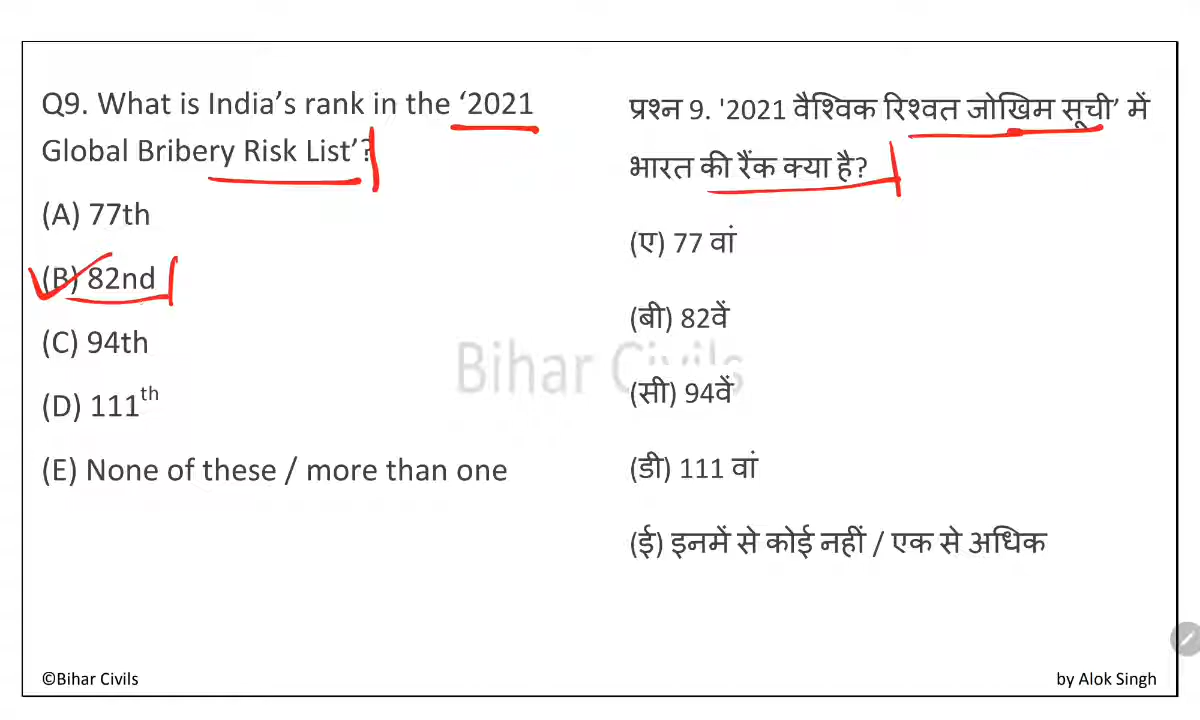 Q9. What is India’s rank in the ‘2021
Global Bribery Risk List’?
(A) 77th
(B) 82nd
(C) 94th
(D) 111th
(E) None of these / more than one
प्रश्न 9. '2021 वैश्विक रिश्वत जोखिम सूची’ में
भारत की रैंक क्या है?
(ए) 77 वां
(बी) 82वें
(सी) 94वें
(डी) 111 वां
(ई) इनमें से कोई नहीं / एक से अधिक
Bihar Civils
©Bihar Civils
by Alok Singh